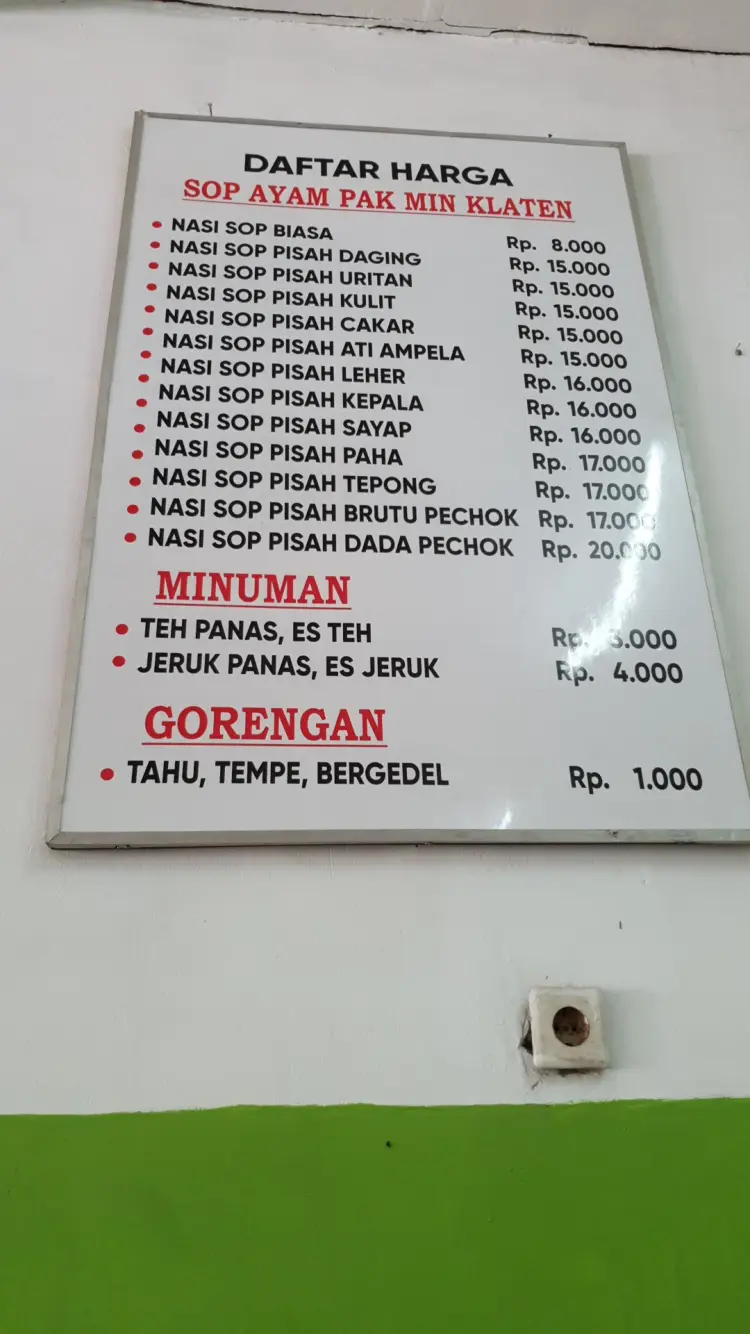 DAFTAR HARGA
SOP AYAM PAK MIN KLATEN
• NASI SOP BIASA Rp. 8.000
• NASI SOP PISAH DAGING Rp. 15.000
• NASI SOP PISAH URITAN Rp. 15.000
• NASI SOP PISAH KULIT Rp. 15.000
• NASI SOP PISAH CAKAR Rp. 15.000
• NASI SOP PISAH ATI AMPELA Rp. 15.000
• NASI SOP PISAH LEHER Rp. 16.000
• NASI SOP PISAH KEPALA Rp. 16.000
• NASI SOP PISAH SAYAP Rp. 16.000
• NASI SOP PISAH PAHA Rp. 17.000
• NASI SOP PISAH TEPONG Rp. 17.000
• NASI SOP PISAH BRUTU PECHOK Rp. 17.000
• NASI SOP PISAH DADA PECHOK Rp. 20.000
MINUMAN
• TEH PANAS, ES TEH Rp.
• JERUK PANAS, ES JERUK Rp. 4.000
GORENGAN
• TAHU, TEMPE, BERGEDEL Rp. 1.000